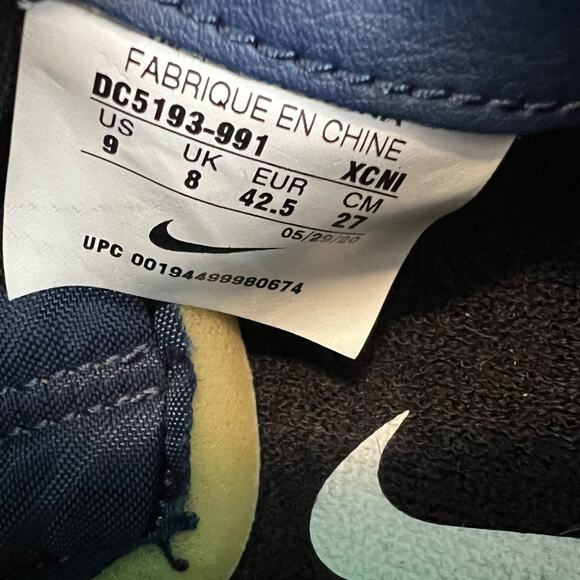 FABRIQUE EN CHINE
DC5193-991 XCNI
US UK EUR CM
9 8 42.5 27
05/29/20
UPC 00194499980674